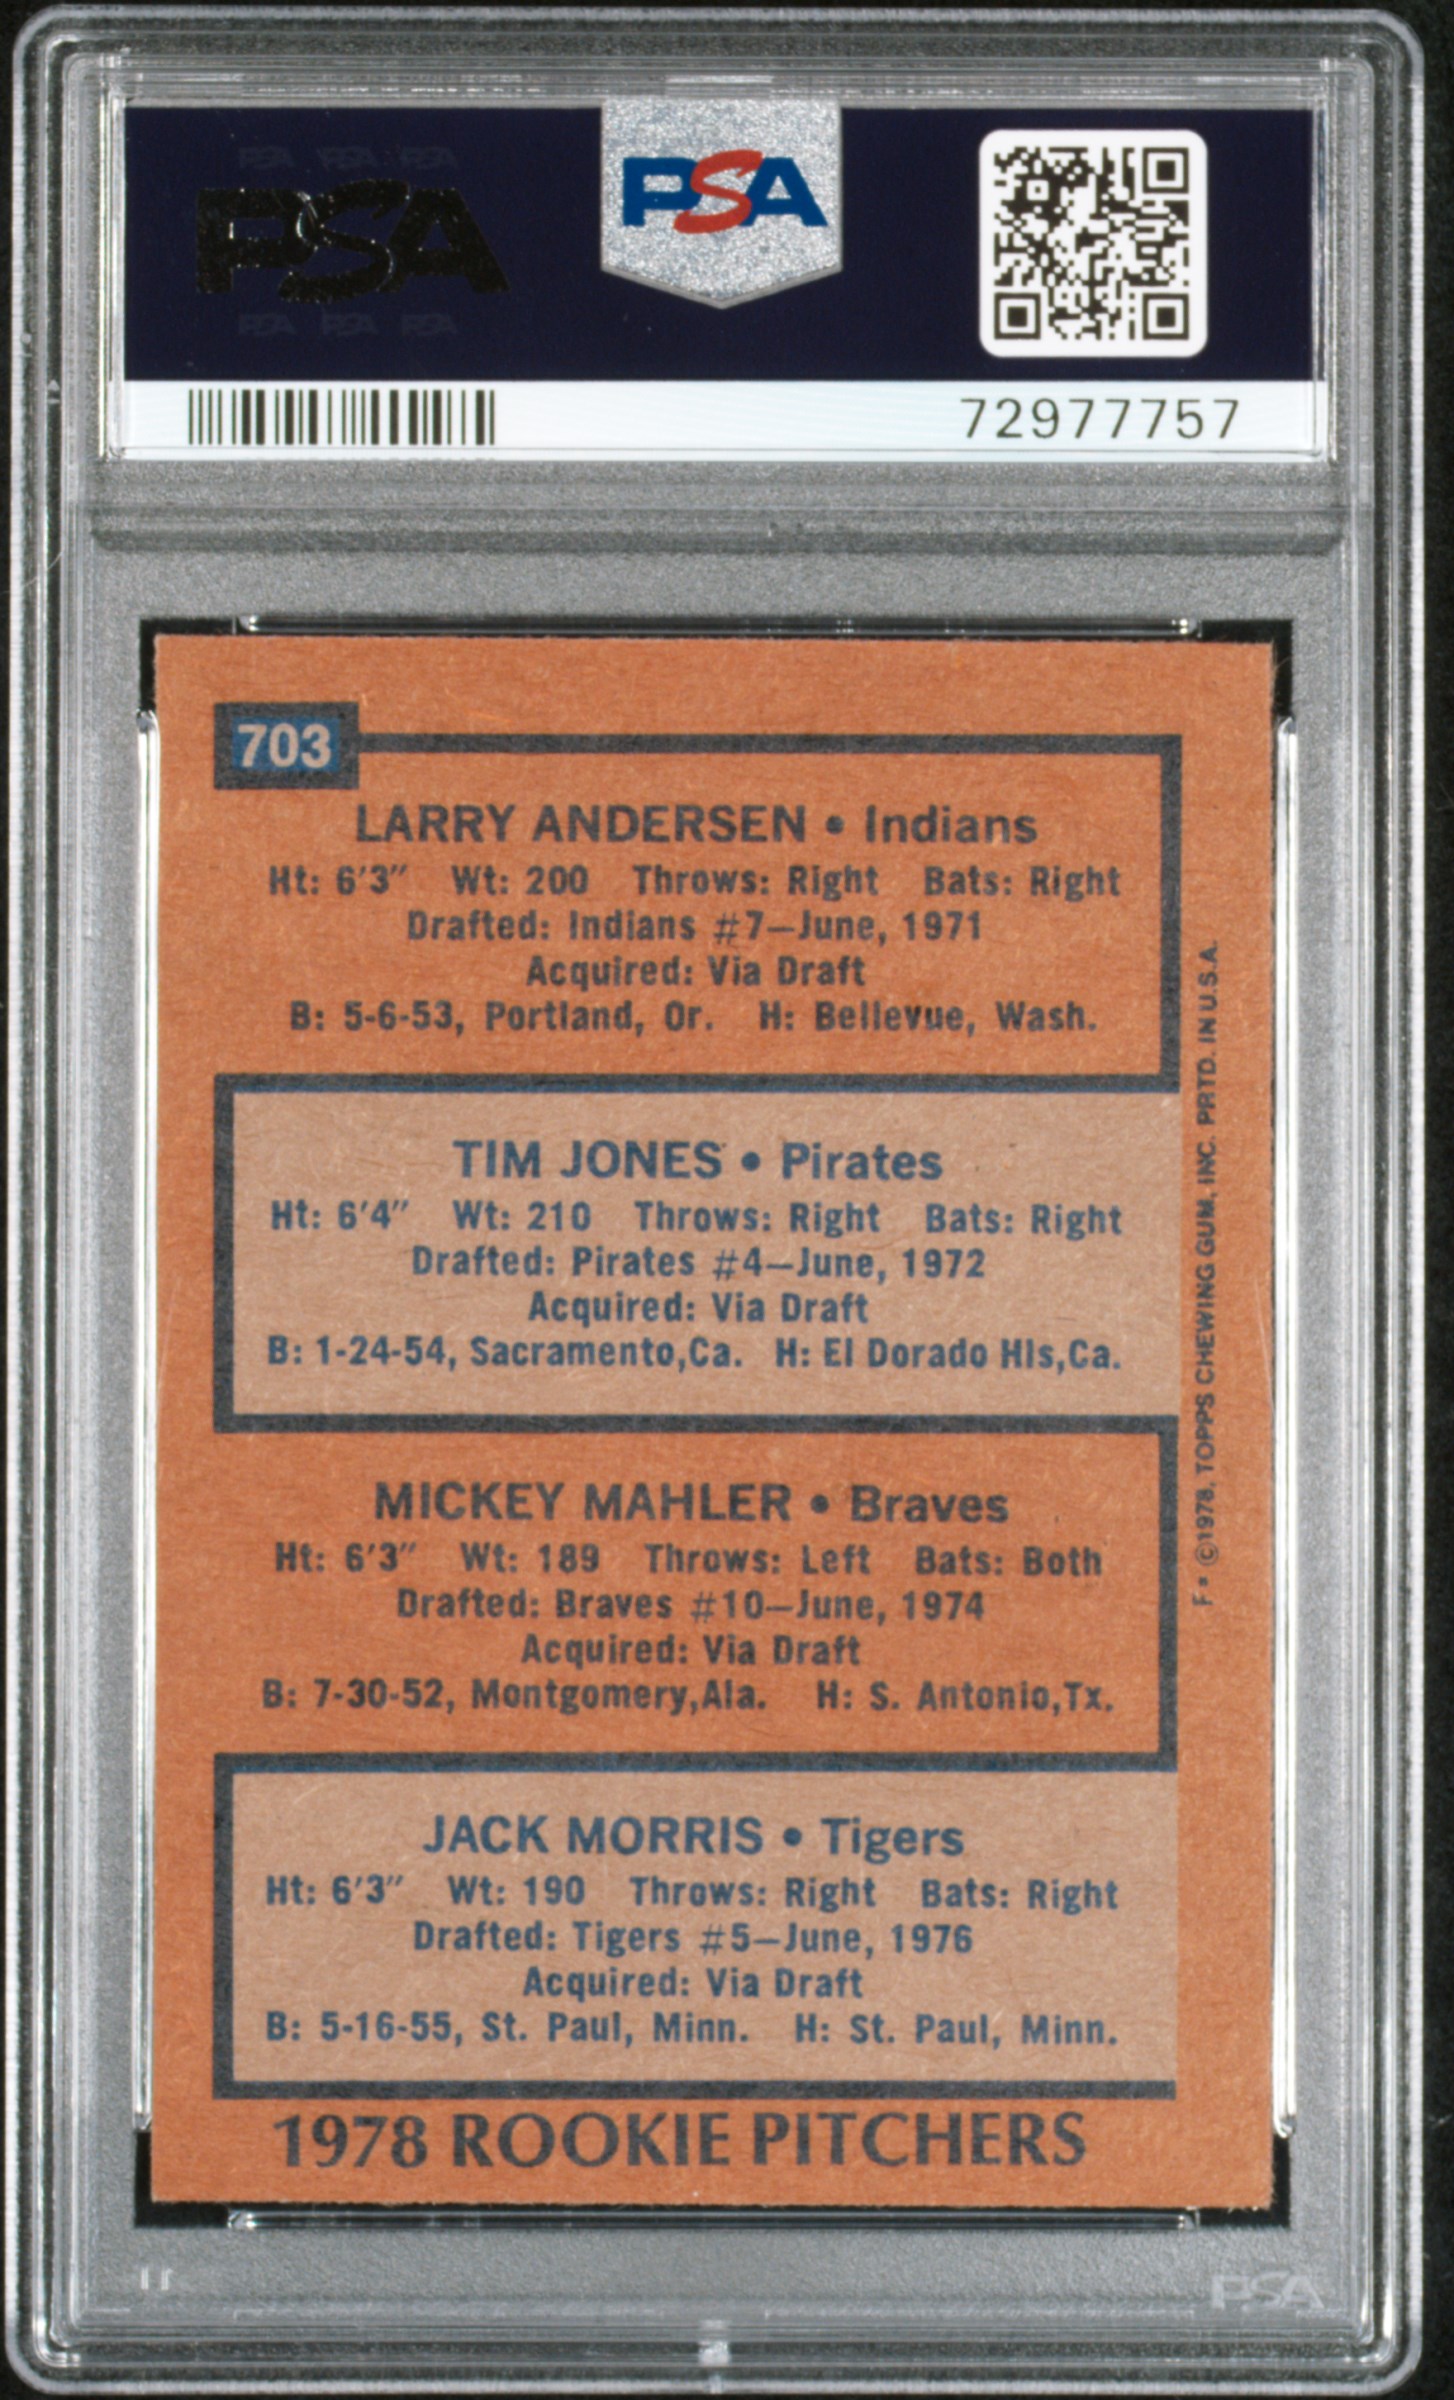 PSA PSA PSA
PSA
PSA PSA PSA
PSA
72977757
703
LARRY ANDERSEN • Indians
Ht: 6'3" Wt: 200 Throws: Right Bats: Right
Drafted: Indians #7—June, 1971
Acquired: Via Draft
B: 5-6-53, Portland, Or. H: Bellevue, Wash.
TIM JONES • Pirates
Ht: 6'4" Wt: 210 Throws: Right Bats: Right
Drafted: Pirates #4—June, 1972
Acquired: Via Draft
B: 1-24-54, Sacramento,Ca. H: El Dorado Hls,Ca.
MICKEY MAHLER • Braves
Ht: 6'3" Wt: 189 Throws: Left Bats: Both
Drafted: Braves #10—June, 1974
Acquired: Via Draft
B: 7-30-52, Montgomery,Ala. H: S. Antonio,Tx.
JACK MORRIS • Tigers
Ht: 6'3" Wt: 190 Throws: Right Bats: Right
Drafted: Tigers #5—June, 1976
Acquired: Via Draft
B: 5-16-55, St. Paul, Minn. H: St. Paul, Minn.
1978 ROOKIE PITCHERS
F • ©1978, TOPPS CHEWING GUM, INC. PRTD. IN U.S.A.
PSA